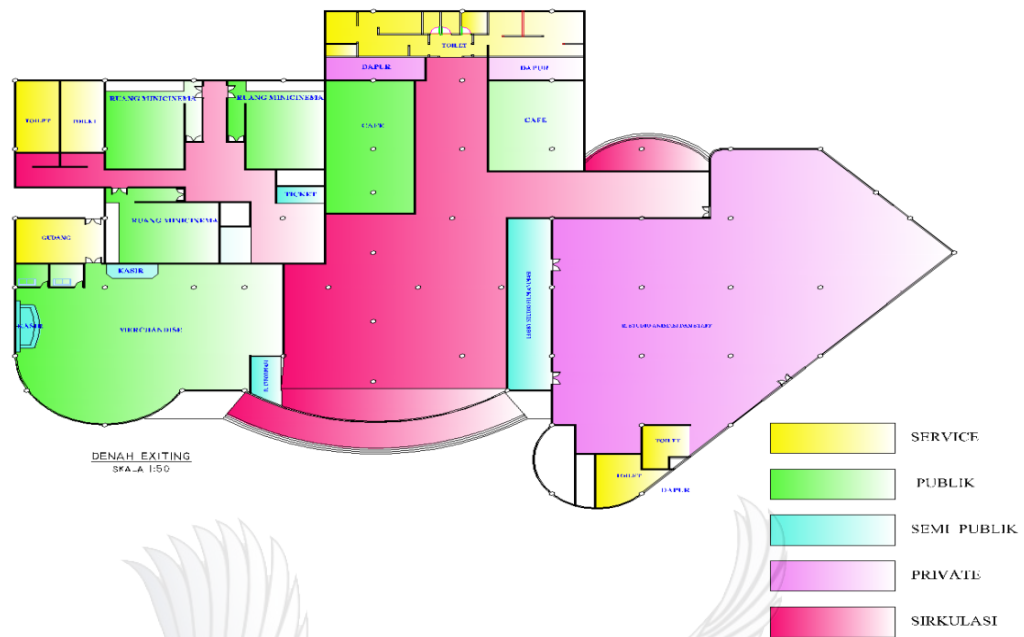 TOILET
DAPUR
DAPUR
RUANG MINICINEMA
RUANG MINICINEMA
TOILET
TOILET
CAFE
CAFE
TICKET
RUANG MINICINEMA
GUDANG
KASIR
KASIR
MERCHANDISE
TOILET
TOILET
DAPUR
DENAH EXITING
SKALA 1:50
SERVICE
PUBLIK
SEMI PUBLIK
PRIVATE
SIRKULASI